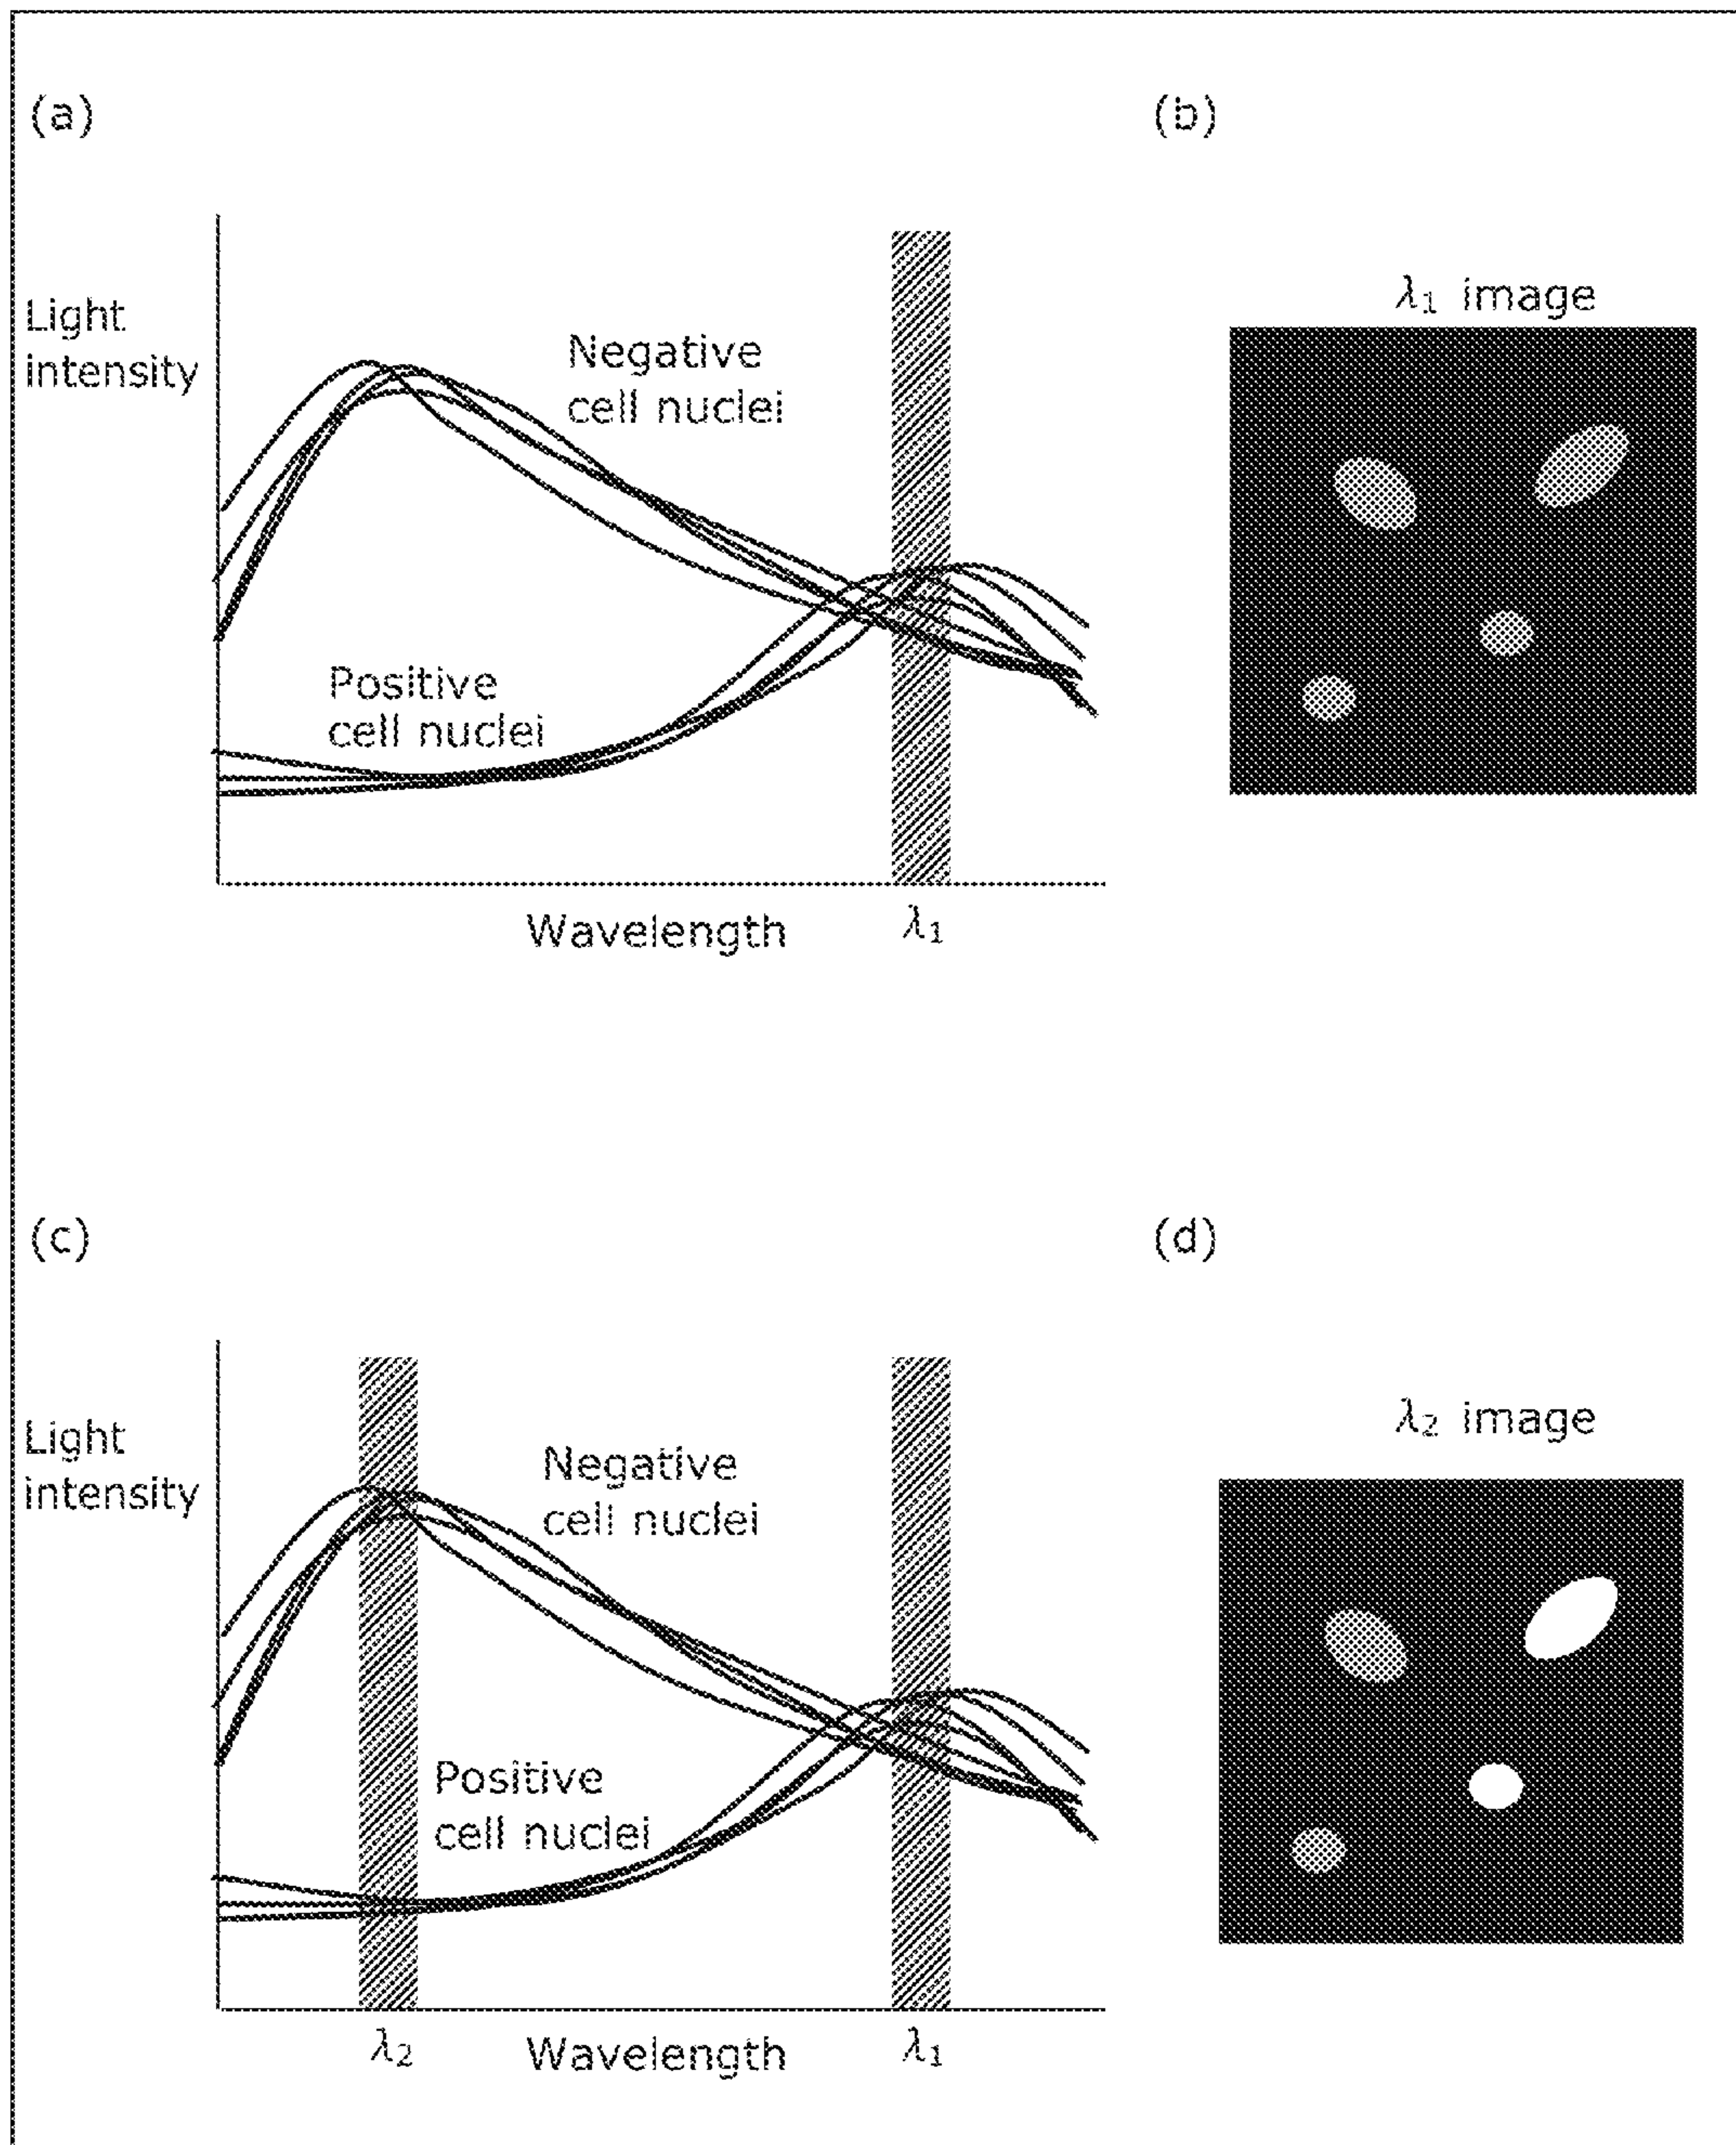 (a)
(b)
Light
intensity
Negative
cell nuclei
Positive
cell nuclei
Wavelength
λ1
λ1 image
(c)
(d)
Light
intensity
Negative
cell nuclei
Positive
cell nuclei
λ2
Wavelength
λ1
λ2 image